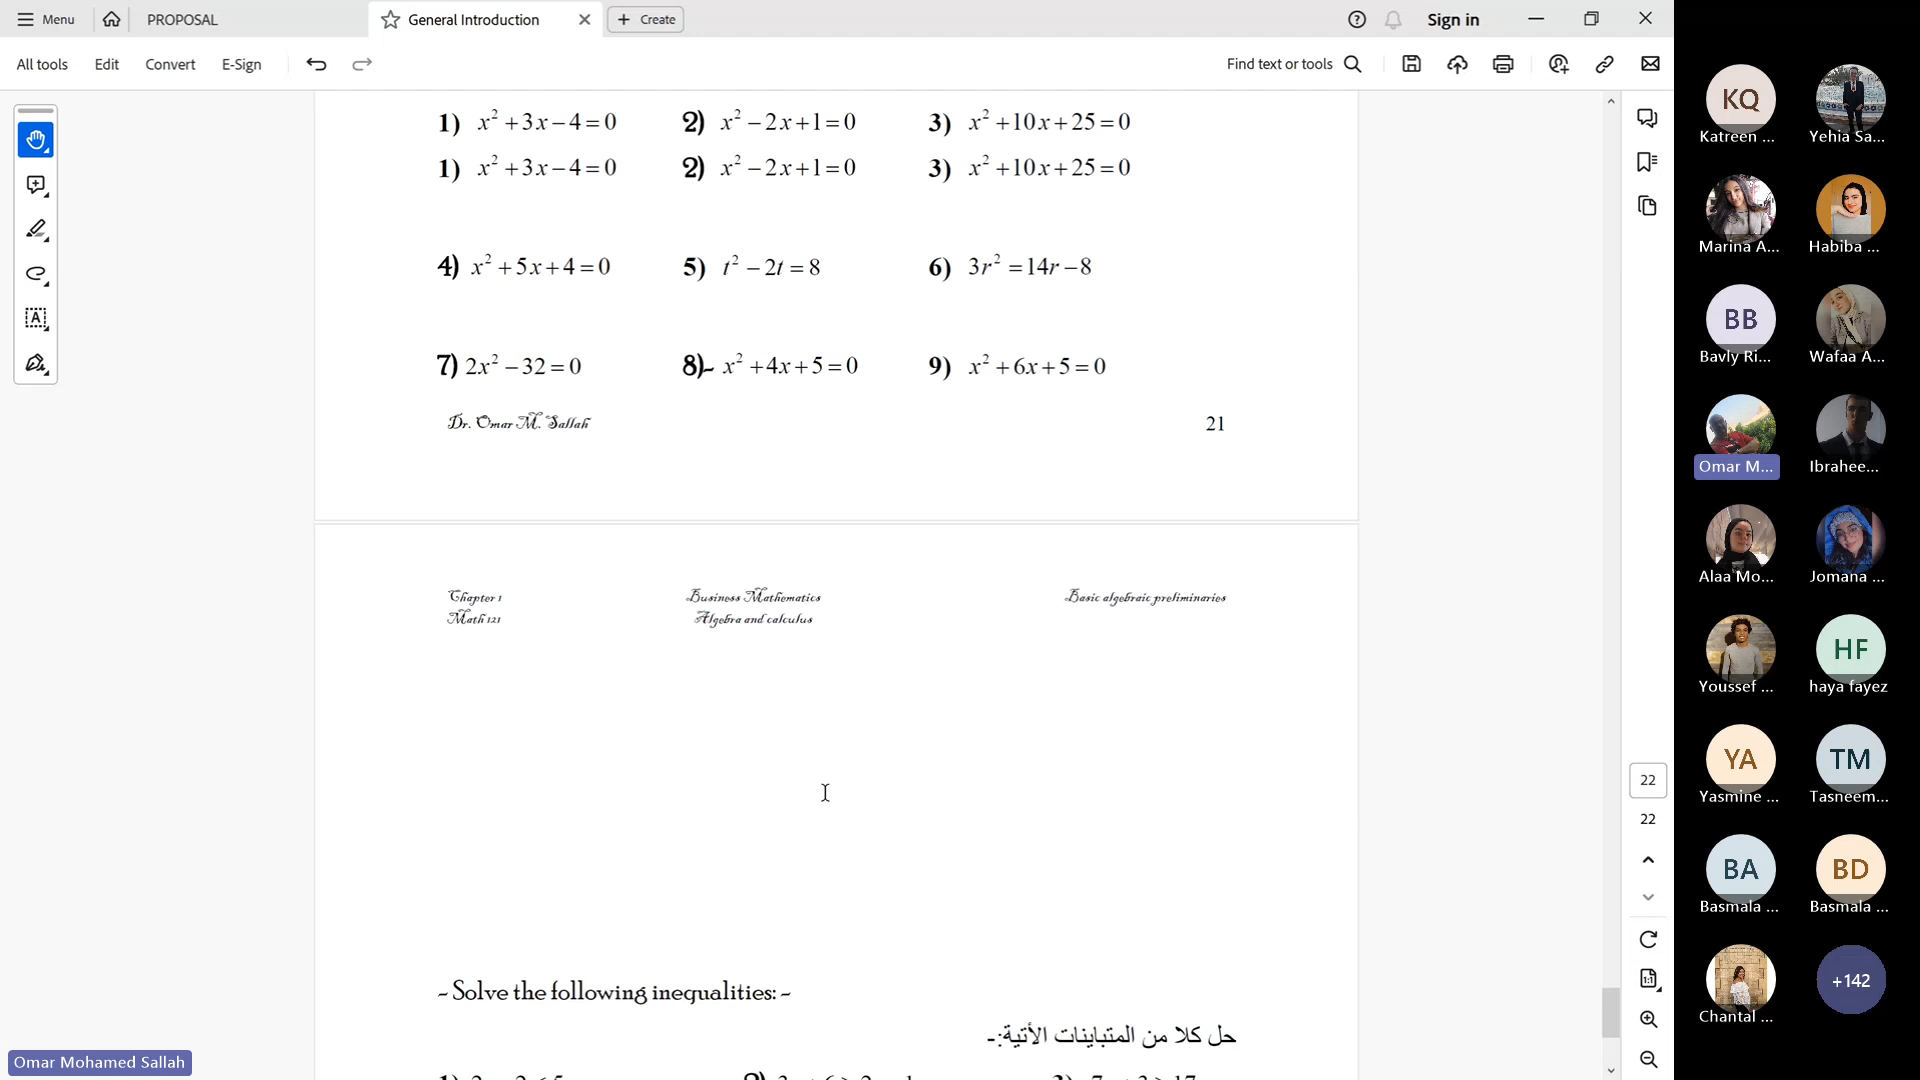 Menu PROPOSAL General Introduction Create Sign in
All tools Edit Convert E-Sign Find text or tools
1) x² + 3x − 4 = 0 2) x² − 2x + 1 = 0 3) x² + 10x + 25 = 0
1) x² + 3x − 4 = 0 2) x² − 2x + 1 = 0 3) x² + 10x + 25 = 0
4) x² + 5x + 4 = 0 5) t² − 2t = 8 6) 3r² = 14r − 8
7) 2x² − 32 = 0 8)- x² + 4x + 5 = 0 9) x² + 6x + 5 = 0
Dr. Omar M. Sallah 21
Chapter 1 Business Mathematics Basic algebraic preliminaries
Math 121 Algebra and calculus
- Solve the following inequalities: -
حل كلا من المتباينات الأتية:-
22
22
KQ
Katreen ... Yehia Sa...
Marina A... Habiba ...
BB
Bavly Ri... Wafaa A...
Omar M... Ibrahee...
Alaa Mo... Jomana ...
HF
Youssef ... haya fayez
YA TM
Yasmine ... Tasneem...
BA BD
Basmala ... Basmala ...
+142
Chantal ...
Omar Mohamed Sallah